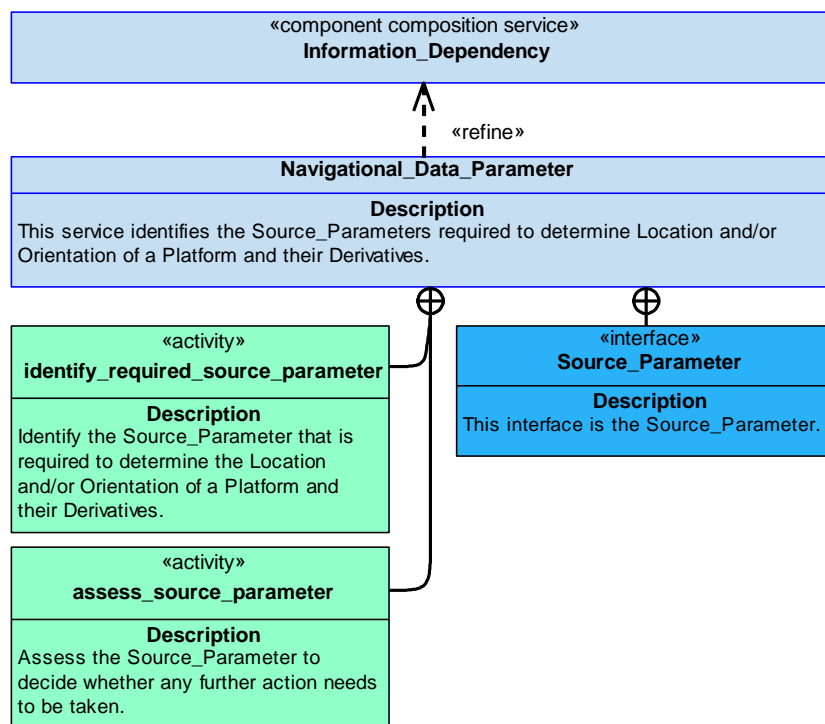 «component composition service»
Information_Dependency
«refine»
Navigational_Data_Parameter
Description
This service identifies the Source_Parameters required to determine Location and/or
Orientation of a Platform and their Derivatives.
«activity»
identify_required_source_parameter
Description
Identify the Source_Parameter that is
required to determine the Location
and/or Orientation of a Platform and
their Derivatives.
«interface»
Source_Parameter
Description
This interface is the Source_Parameter.
«activity»
assess_source_parameter
Description
Assess the Source_Parameter to
decide whether any further action needs
to be taken.